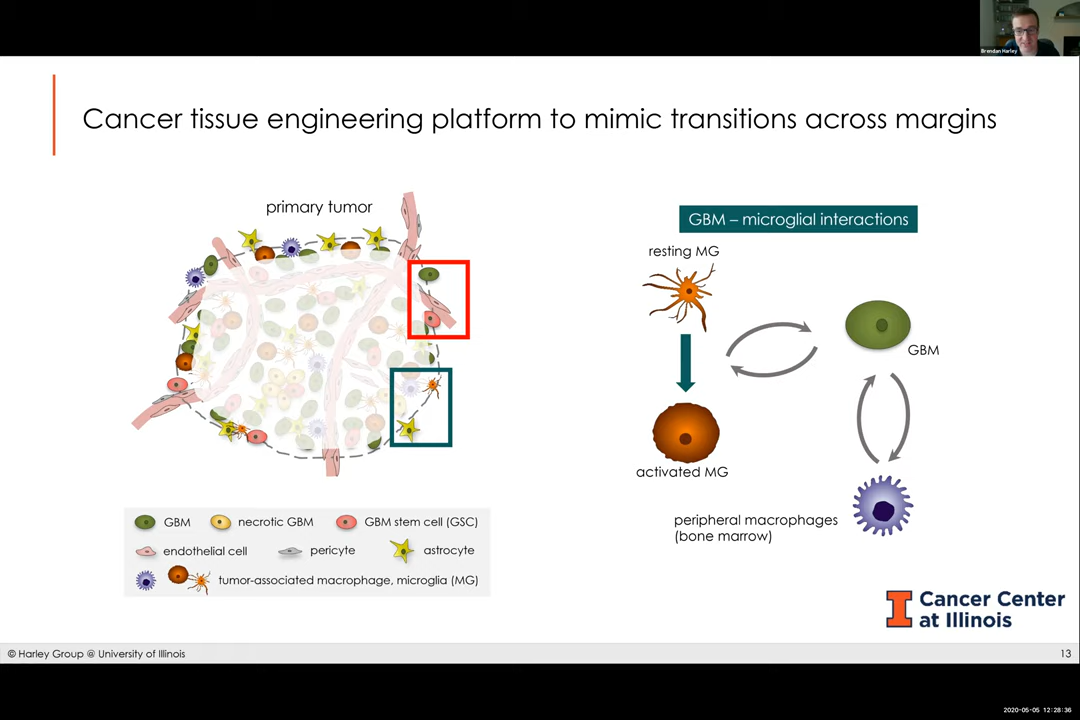 Brendan Harley
Cancer tissue engineering platform to mimic transitions across margins
primary tumor
GBM – microglial interactions
resting MG
GBM
activated MG
peripheral macrophages
(bone marrow)
GBM
necrotic GBM
GBM stem cell (GSC)
endothelial cell
pericyte
astrocyte
tumor-associated macrophage, microglia (MG)
Cancer Center
at Illinois
© Harley Group @ University of Illinois
13
2020-05-05 12:28:36